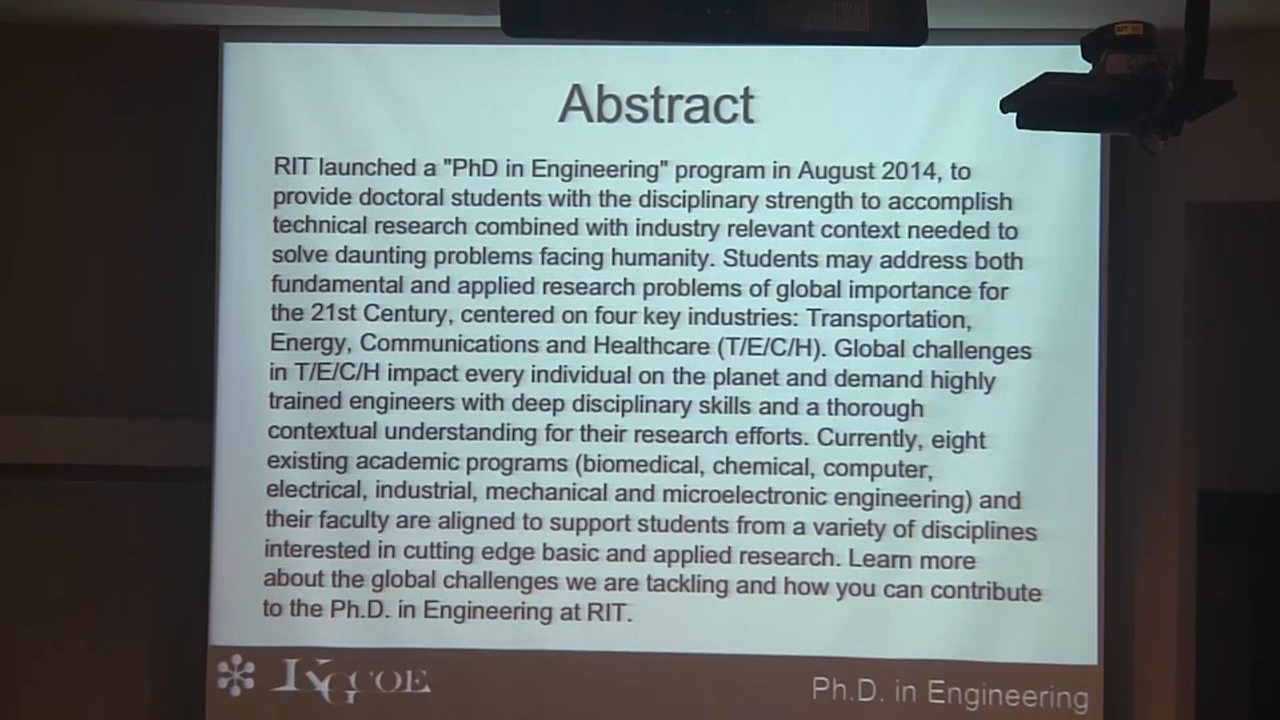 Abstract
RIT launched a "PhD in Engineering" program in August 2014, to
provide doctoral students with the disciplinary strength to accomplish
technical research combined with industry relevant context needed to
solve daunting problems facing humanity. Students may address both
fundamental and applied research problems of global importance for
the 21st Century, centered on four key industries: Transportation,
Energy, Communications and Healthcare (T/E/C/H). Global challenges
in T/E/C/H impact every individual on the planet and demand highly
trained engineers with deep disciplinary skills and a thorough
contextual understanding for their research efforts. Currently, eight
existing academic programs (biomedical, chemical, computer,
electrical, industrial, mechanical and microelectronic engineering) and
their faculty are aligned to support students from a variety of disciplines
interested in cutting edge basic and applied research. Learn more
about the global challenges we are tackling and how you can contribute
to the Ph.D. in Engineering at RIT.
KGCOE
Ph.D. in Engineering